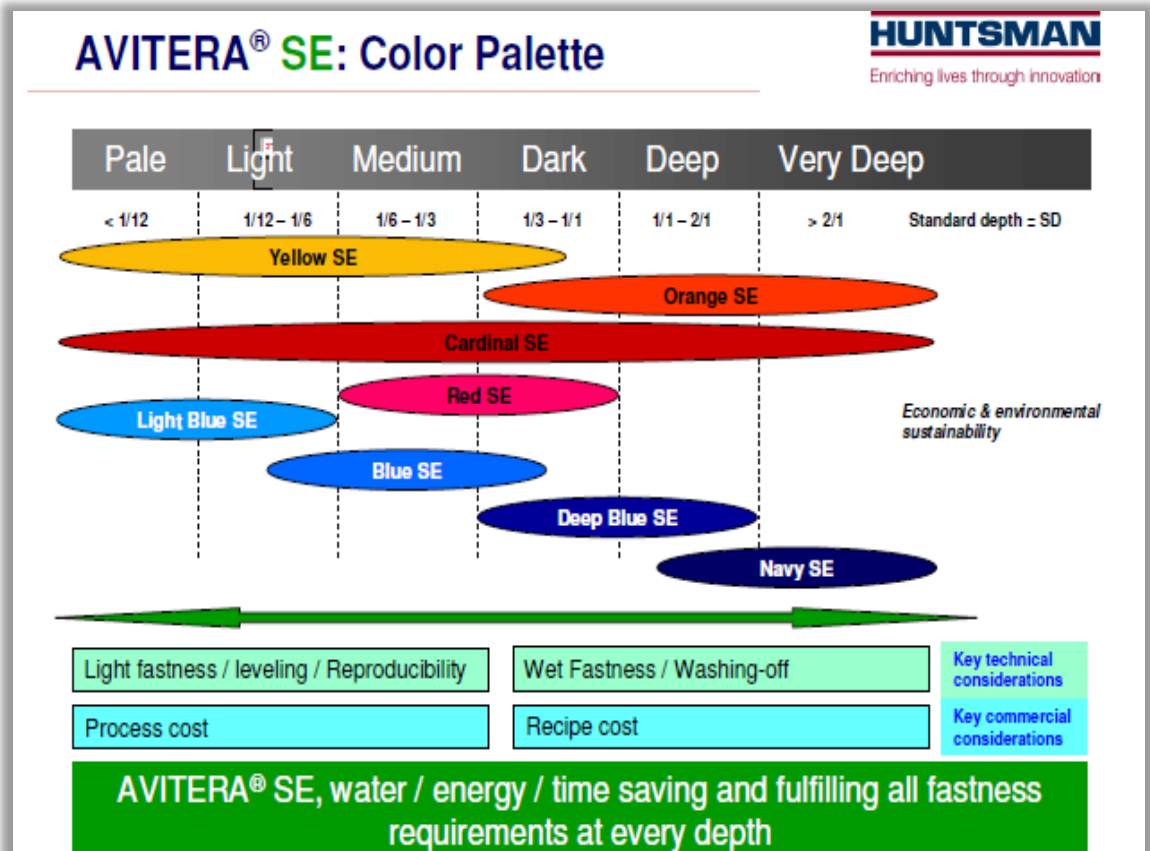 AVITERA® SE: Color Palette
HUNTSMAN
Enriching lives through innovation
Pale Light Medium Dark Deep Very Deep
< 1/12 1/12 – 1/6 1/6 – 1/3 1/3 – 1/1 1/1 – 2/1 > 2/1 Standard depth = SD
Yellow SE
Orange SE
Cardinal SE
Red SE
Light Blue SE
Economic & environmental
sustainability
Blue SE
Deep Blue SE
Navy SE
Light fastness / leveling / Reproducibility
Wet Fastness / Washing-off
Key technical
considerations
Process cost
Recipe cost
Key commercial
considerations
AVITERA® SE, water / energy / time saving and fulfilling all fastness
requirements at every depth